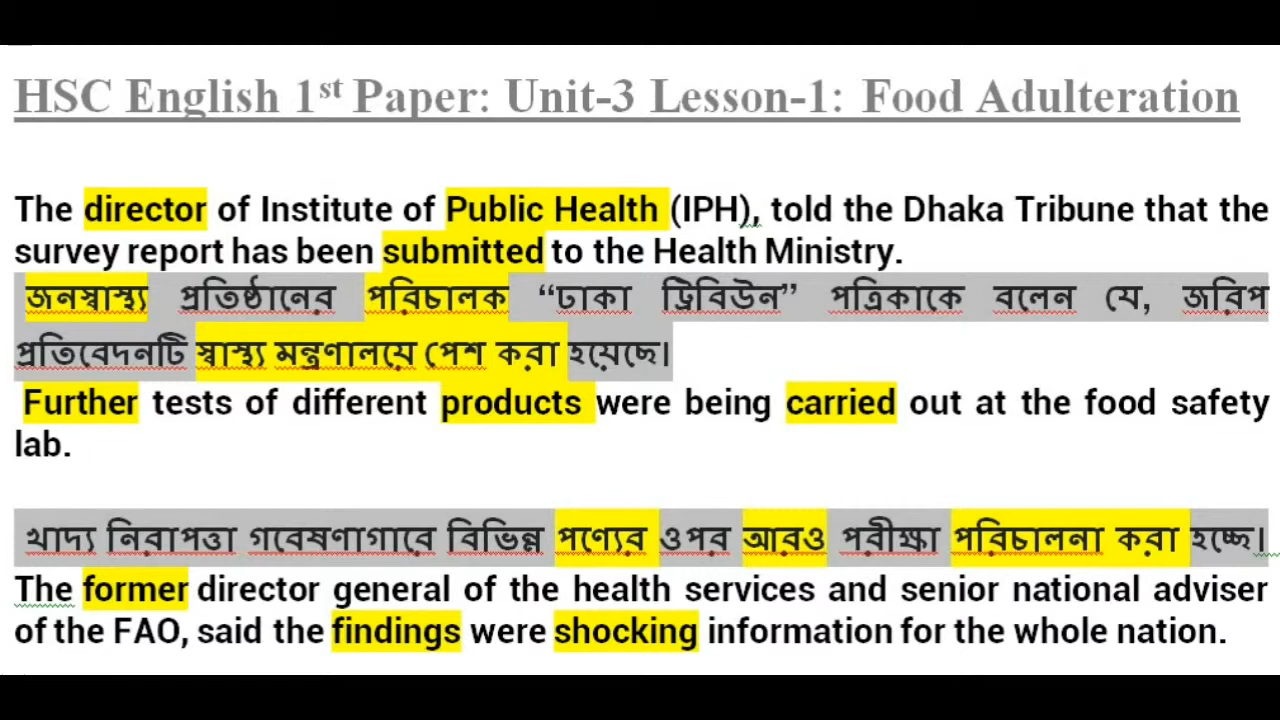 HSC English 1st Paper: Unit-3 Lesson-1: Food Adulteration
The director of Institute of Public Health (IPH), told the Dhaka Tribune that the
survey report has been submitted to the Health Ministry.
জনস্বাস্থ্য প্রতিষ্ঠানের পরিচালক “ঢাকা ট্রিবিউন” পত্রিকাকে বলেন যে, জরিপ
প্রতিবেদনটি স্বাস্থ্য মন্ত্রণালয়ে পেশ করা হয়েছে।
Further tests of different products were being carried out at the food safety
lab.
খাদ্য নিরাপত্তা গবেষণাগারে বিভিন্ন পণ্যের ওপর আরও পরীক্ষা পরিচালনা করা হচ্ছে।
The former director general of the health services and senior national adviser
of the FAO, said the findings were shocking information for the whole nation.